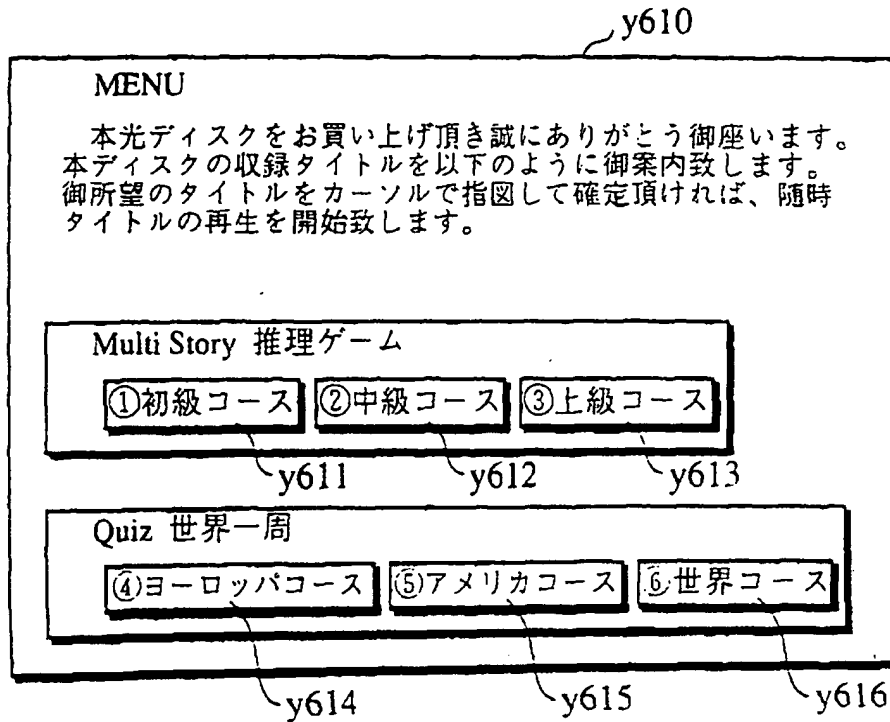 y610
MENU
本光ディスクをお買い上げ頂き誠にありがとう御座います。
本ディスクの収録タイトルを以下のように御案内致します。
御所望のタイトルをカーソルで指図して確定頂ければ、随時
タイトルの再生を開始致します。
Multi Story 推理ゲーム
①初級コース ②中級コース ③上級コース
y611 y612 y613
Quiz 世界一周
④ヨーロッパコース ⑤アメリカコース ⑥世界コース
y614 y615 y616